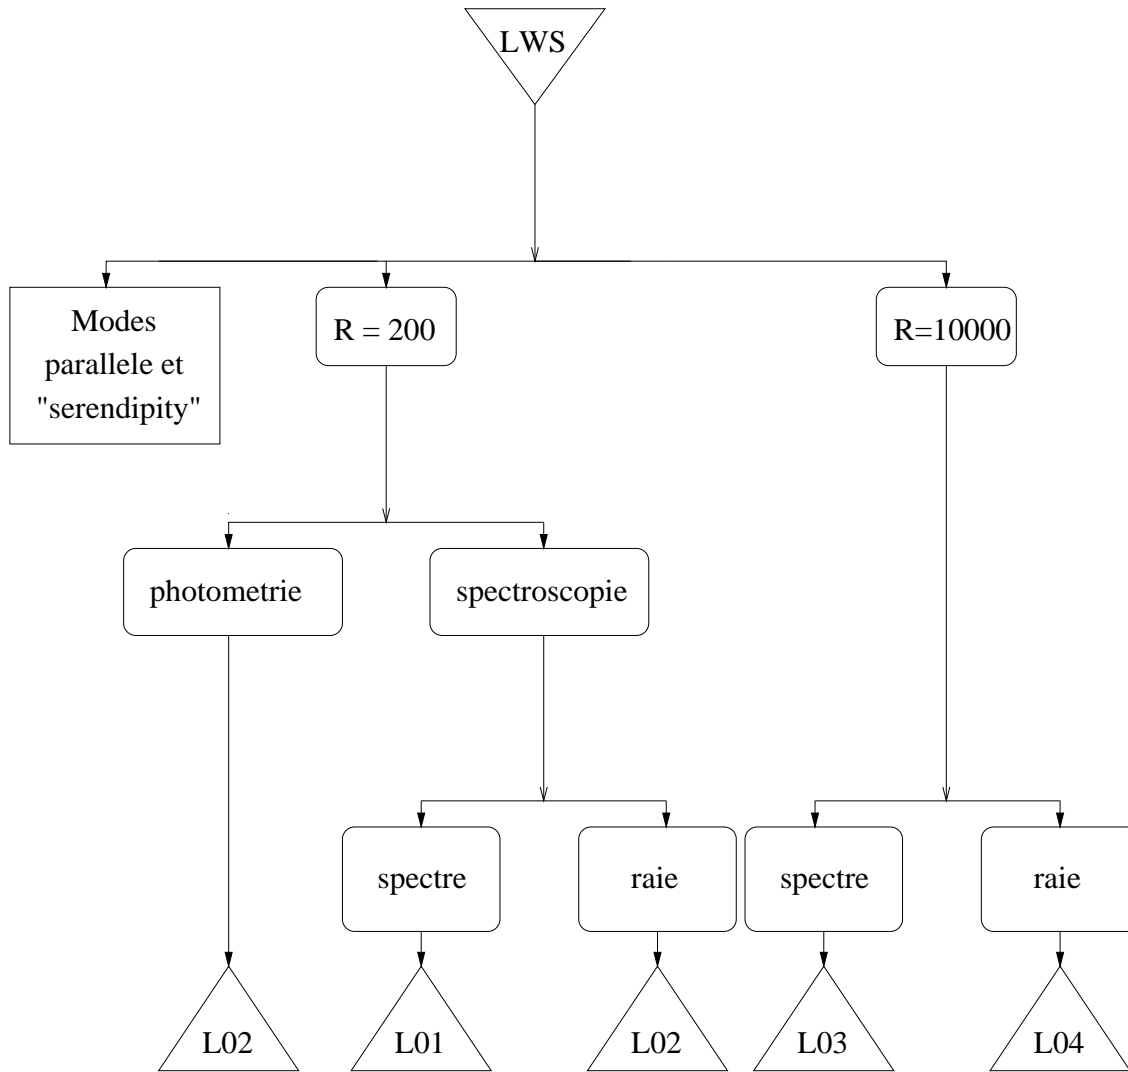 LWS
Modes
parallele et
"serendipity"
R = 200
R=10000
photometrie
spectroscopie
spectre
raie
spectre
raie
L02
L01
L02
L03
L04